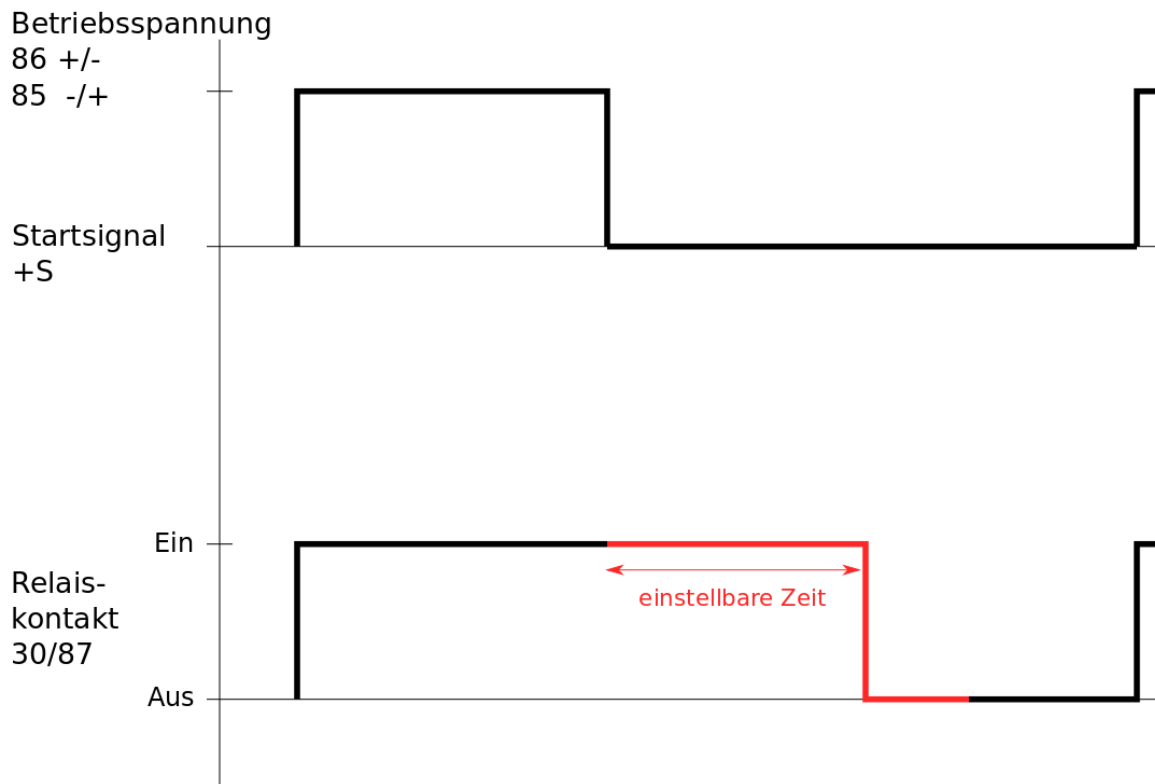 Betriebsspannung
86 +/-
85  -/+
Startsignal
+S
Ein
einstellbare Zeit
Relais-
kontakt
30/87
Aus